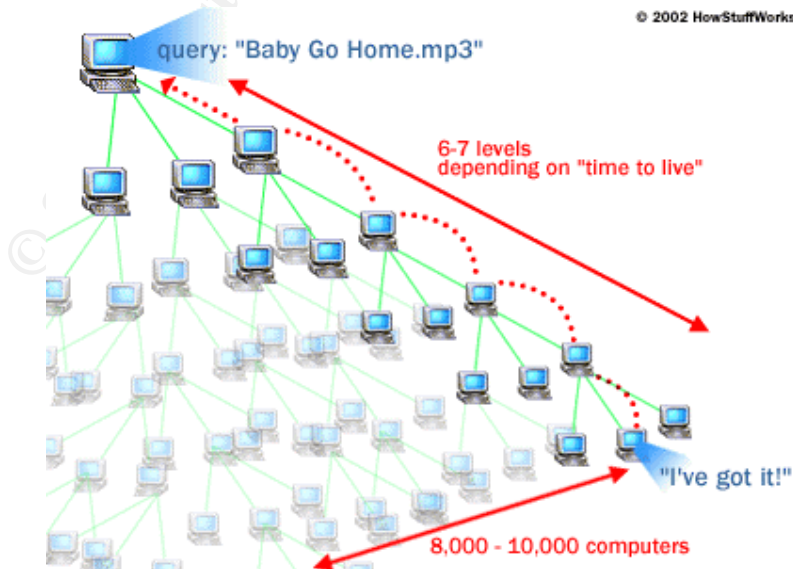 © 2002 HowStuffWorks
query: "Baby Go Home.mp3"
6-7 levels
depending on "time to live"
"I've got it!"
8,000 - 10,000 computers